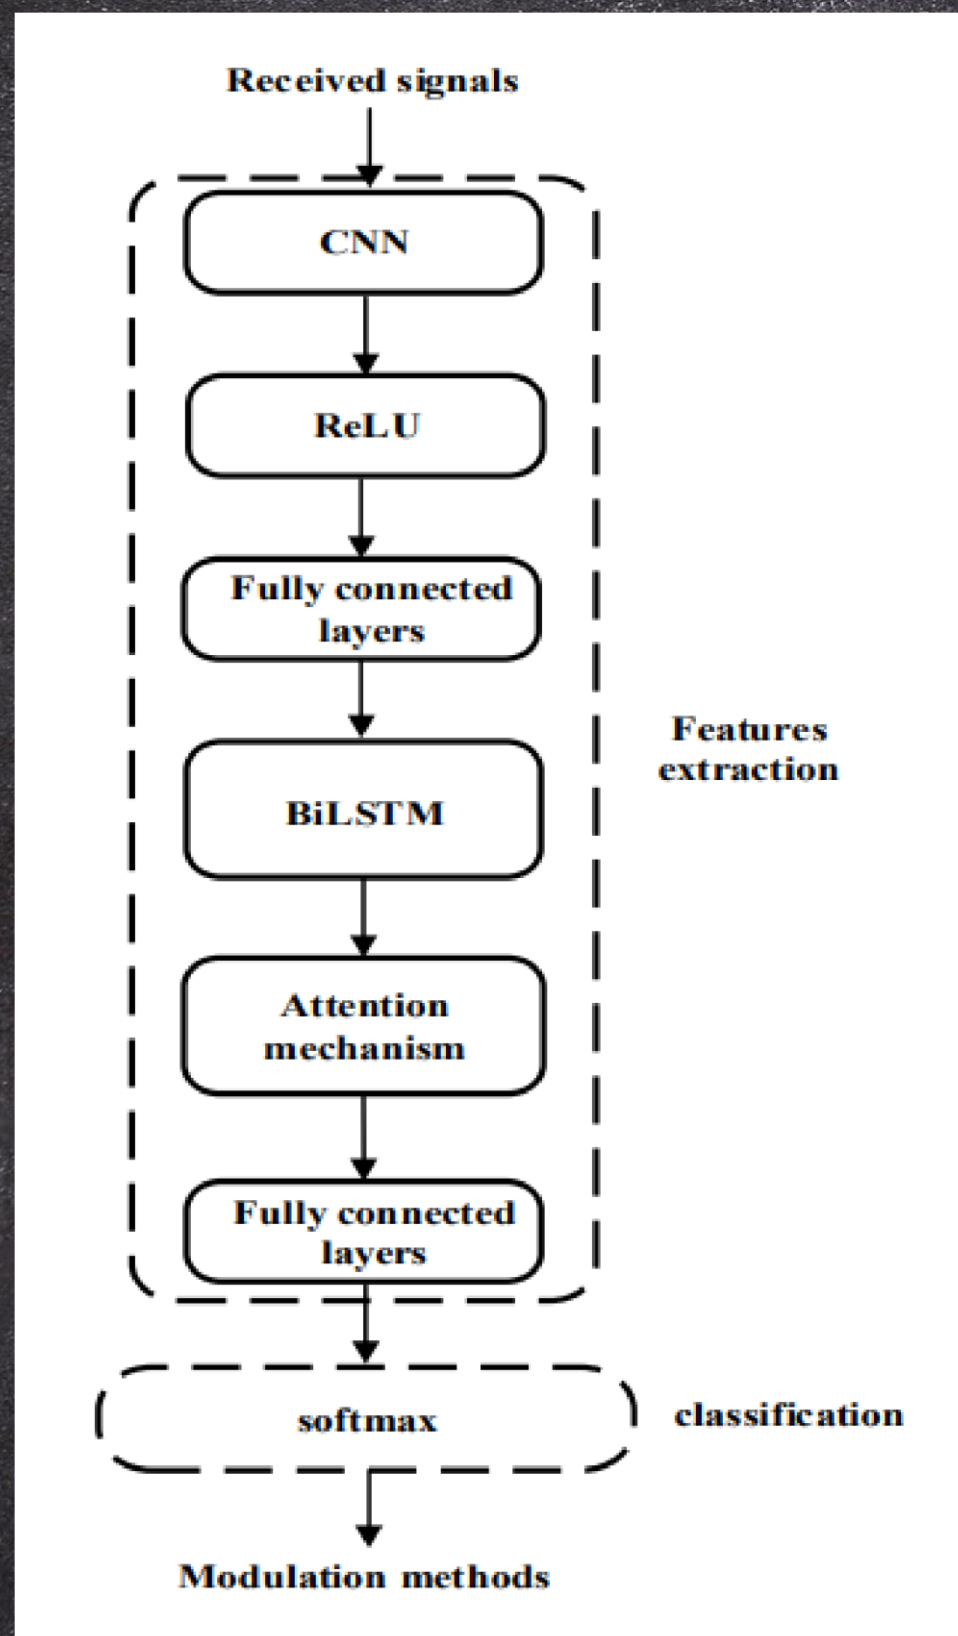 Received signals
CNN
ReLU
Fully connected
layers
BiLSTM
Attention
mechanism
Fully connected
layers
Features
extraction
softmax
classification
Modulation methods